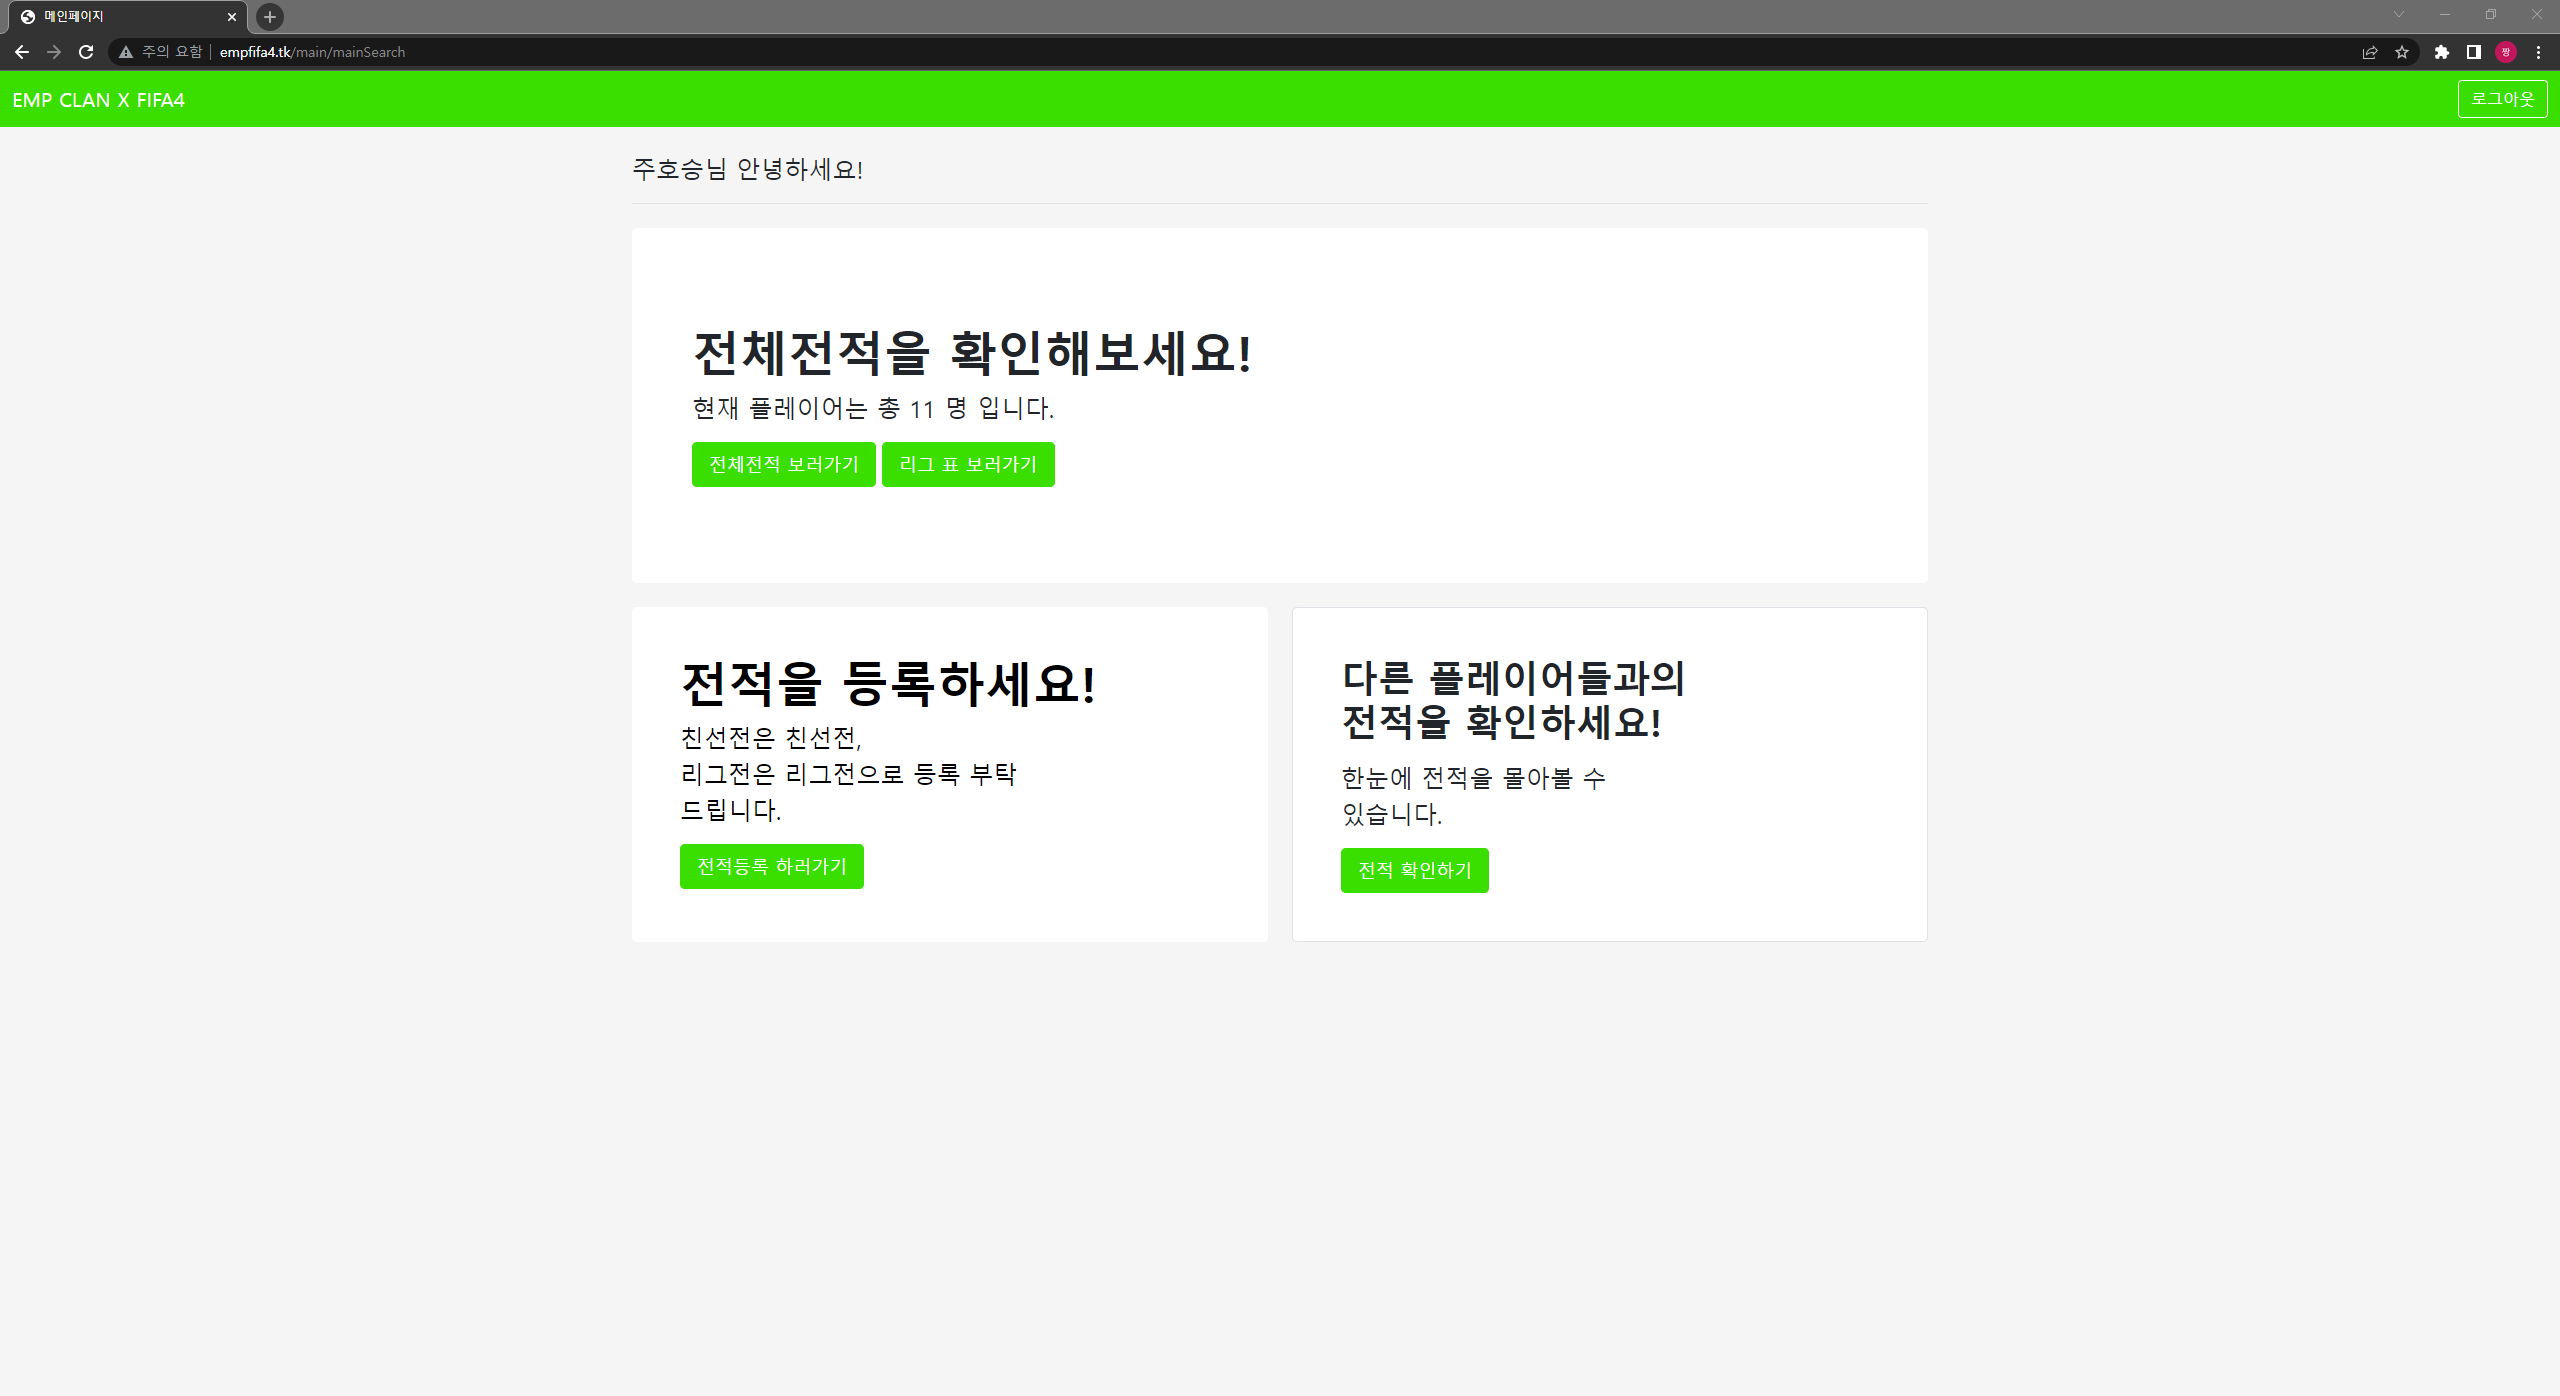 메인페이지
주의 요함 | empfifa4.tk/main/mainSearch
짱
EMP CLAN X FIFA4
로그아웃
주호승님 안녕하세요!
전체전적을 확인해보세요!
현재 플레이어는 총 11 명 입니다.
전체전적 보러가기
리그 표 보러가기
전적을 등록하세요!
친선전은 친선전,
리그전은 리그전으로 등록 부탁
드립니다.
전적등록 하러가기
다른 플레이어들과의
전적을 확인하세요!
한눈에 전적을 몰아볼 수
있습니다.
전적 확인하기